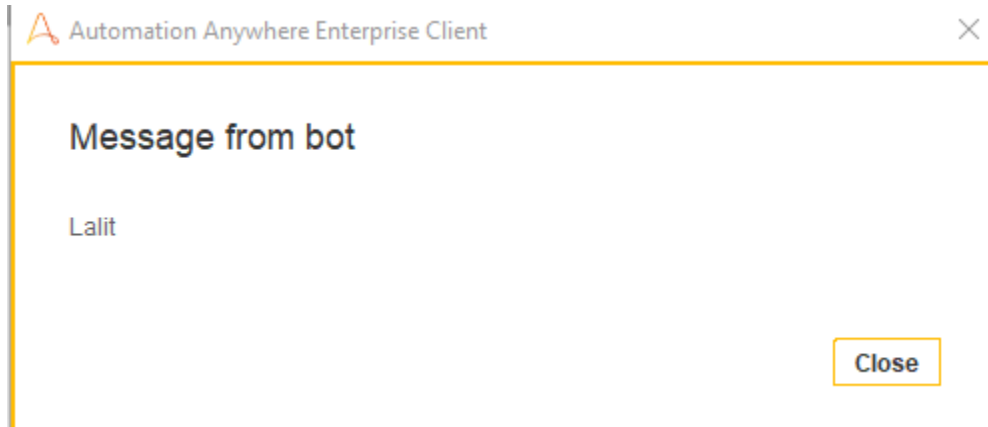 Automation Anywhere Enterprise Client
Message from bot
Lalit
Close